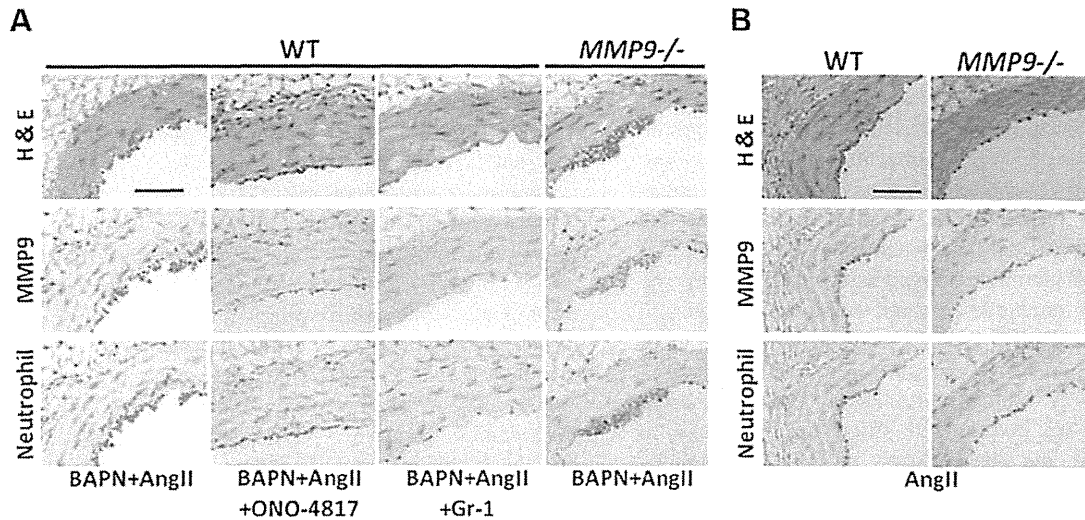 A
B
WT
MMP9-/-
WT
MMP9-/-
H & E
H & E
MMP9
MMP9
Neutrophil
Neutrophil
BAPN+AngII
BAPN+AngII
+ONO-4817
BAPN+AngII
+Gr-1
BAPN+AngII
AngII